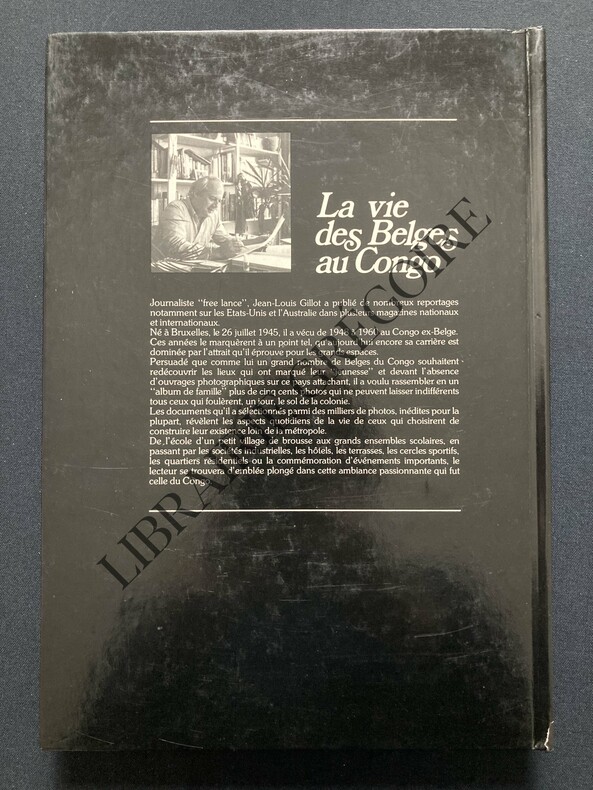 La vie
des Belges
au Congo
Journaliste "free lance", Jean-Louis Gillot a publié de nombreux reportages
notamment sur les Etats-Unis et l'Australie dans plusieurs magazines nationaux
et internationaux.
Né à Bruxelles, le 26 juillet 1945, il a vécu de 1948 à 1960 au Congo ex-Belge.
Ces années le marquèrent à un point tel, qu'aujourd'hui encore sa carrière est
dominée par l'attrait qu'il éprouve pour les grands espaces.
Persuadé que comme lui un grand nombre de Belges du Congo souhaitent
redécouvrir les lieux qui ont marqué leur "jeunesse" et devant l'absence
d'ouvrages photographiques sur ce pays attachant, il a voulu rassembler en un
"album de famille" plus de cinq cents photos qui ne peuvent laisser indifférents
tous ceux qui foulèrent, un jour, le sol de la colonie.
Les documents qu'il a sélectionnés parmi des milliers de photos, inédites pour la
plupart, révèlent les aspects quotidiens de la vie de ceux qui choisirent de
construire leur existence loin de la métropole.
De l'école d'un petit village de brousse aux grands ensembles scolaires, en
passant par les sociétés industrielles, les hôtels, les terrasses, les cercles sportifs,
les quartiers résidentiels ou la commémoration d'événements importants, le
lecteur se trouvera d'emblée plongé dans cette ambiance passionnante qui fut
celle du Congo.
LIBRAIRIE GREGOIRE